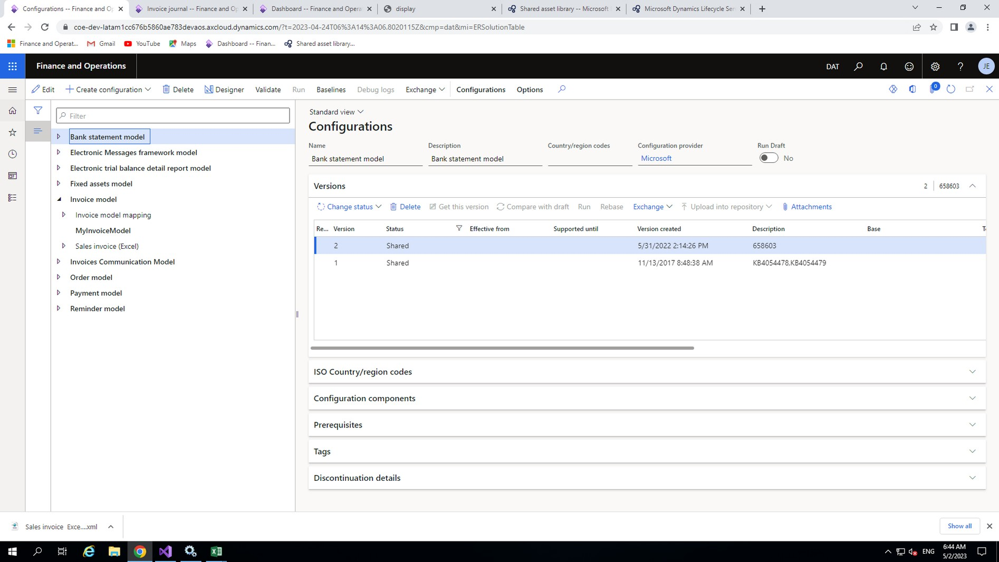 Configurations -- Finance and Op
Invoice journal -- Finance and Op
Dashboard -- Finance and Opera
display
Shared asset library -- Microsoft
Microsoft Dynamics Lifecycle Ser
coe-dev-latam1cc676b5860ae783devaos.axcloud.dynamics.com/?t=2023-04-24T06%3A14%3A06.8020115Z&cmp=dat&mi=ERSolutionTable
Finance and Operat...
Gmail
YouTube
Maps
Dashboard -- Finan...
Shared asset library...
Finance and Operations
DAT
?
JE
Edit
Create configuration
Delete
Designer
Validate
Run
Baselines
Debug logs
Exchange
Configurations
Options
0
Filter
Bank statement model
Electronic Messages framework model
Electronic trial balance detail report model
Fixed assets model
Invoice model
Invoice model mapping
MyInvoiceModel
Sales invoice (Excel)
Invoices Communication Model
Order model
Payment model
Reminder model
Standard view
Configurations
Name
Description
Country/region codes
Configuration provider
Run Draft
Bank statement model
Bank statement model
Microsoft
No
Versions
2
658603
Change status
Delete
Get this version
Compare with draft
Run
Rebase
Exchange
Upload into repository
Attachments
Re...
Version
Status
Effective from
Supported until
Version created
Description
Base
2
Shared
5/31/2022 2:14:26 PM
658603
1
Shared
11/13/2017 8:48:38 AM
KB4054478,KB4054479
ISO Country/region codes
Configuration components
Prerequisites
Tags
Discontinuation details
Sales invoice Exce....xml
Show all
ENG
6:44 AM
5/2/2023